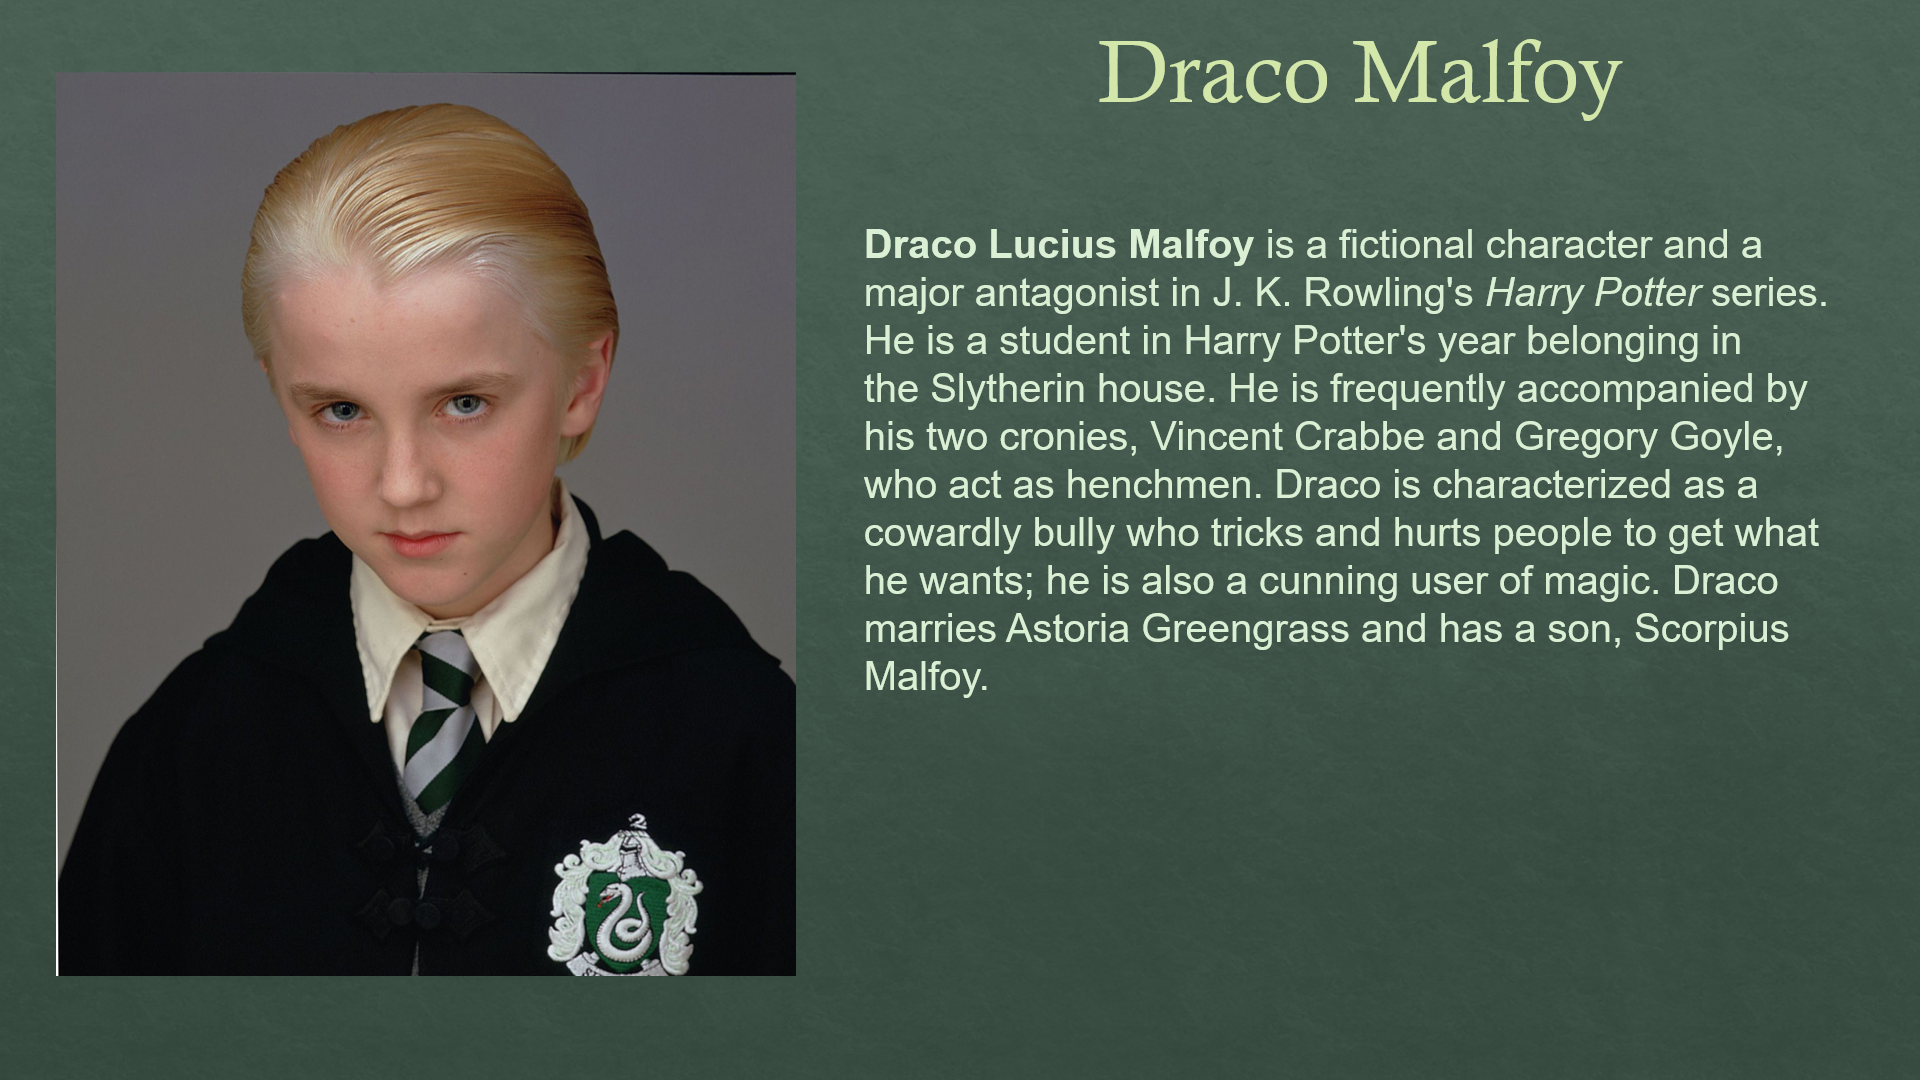 Draco Malfoy
Draco Lucius Malfoy is a fictional character and a
major antagonist in J. K. Rowling's Harry Potter series.
He is a student in Harry Potter's year belonging in
the Slytherin house. He is frequently accompanied by
his two cronies, Vincent Crabbe and Gregory Goyle,
who act as henchmen. Draco is characterized as a
cowardly bully who tricks and hurts people to get what
he wants; he is also a cunning user of magic. Draco
marries Astoria Greengrass and has a son, Scorpius
Malfoy.